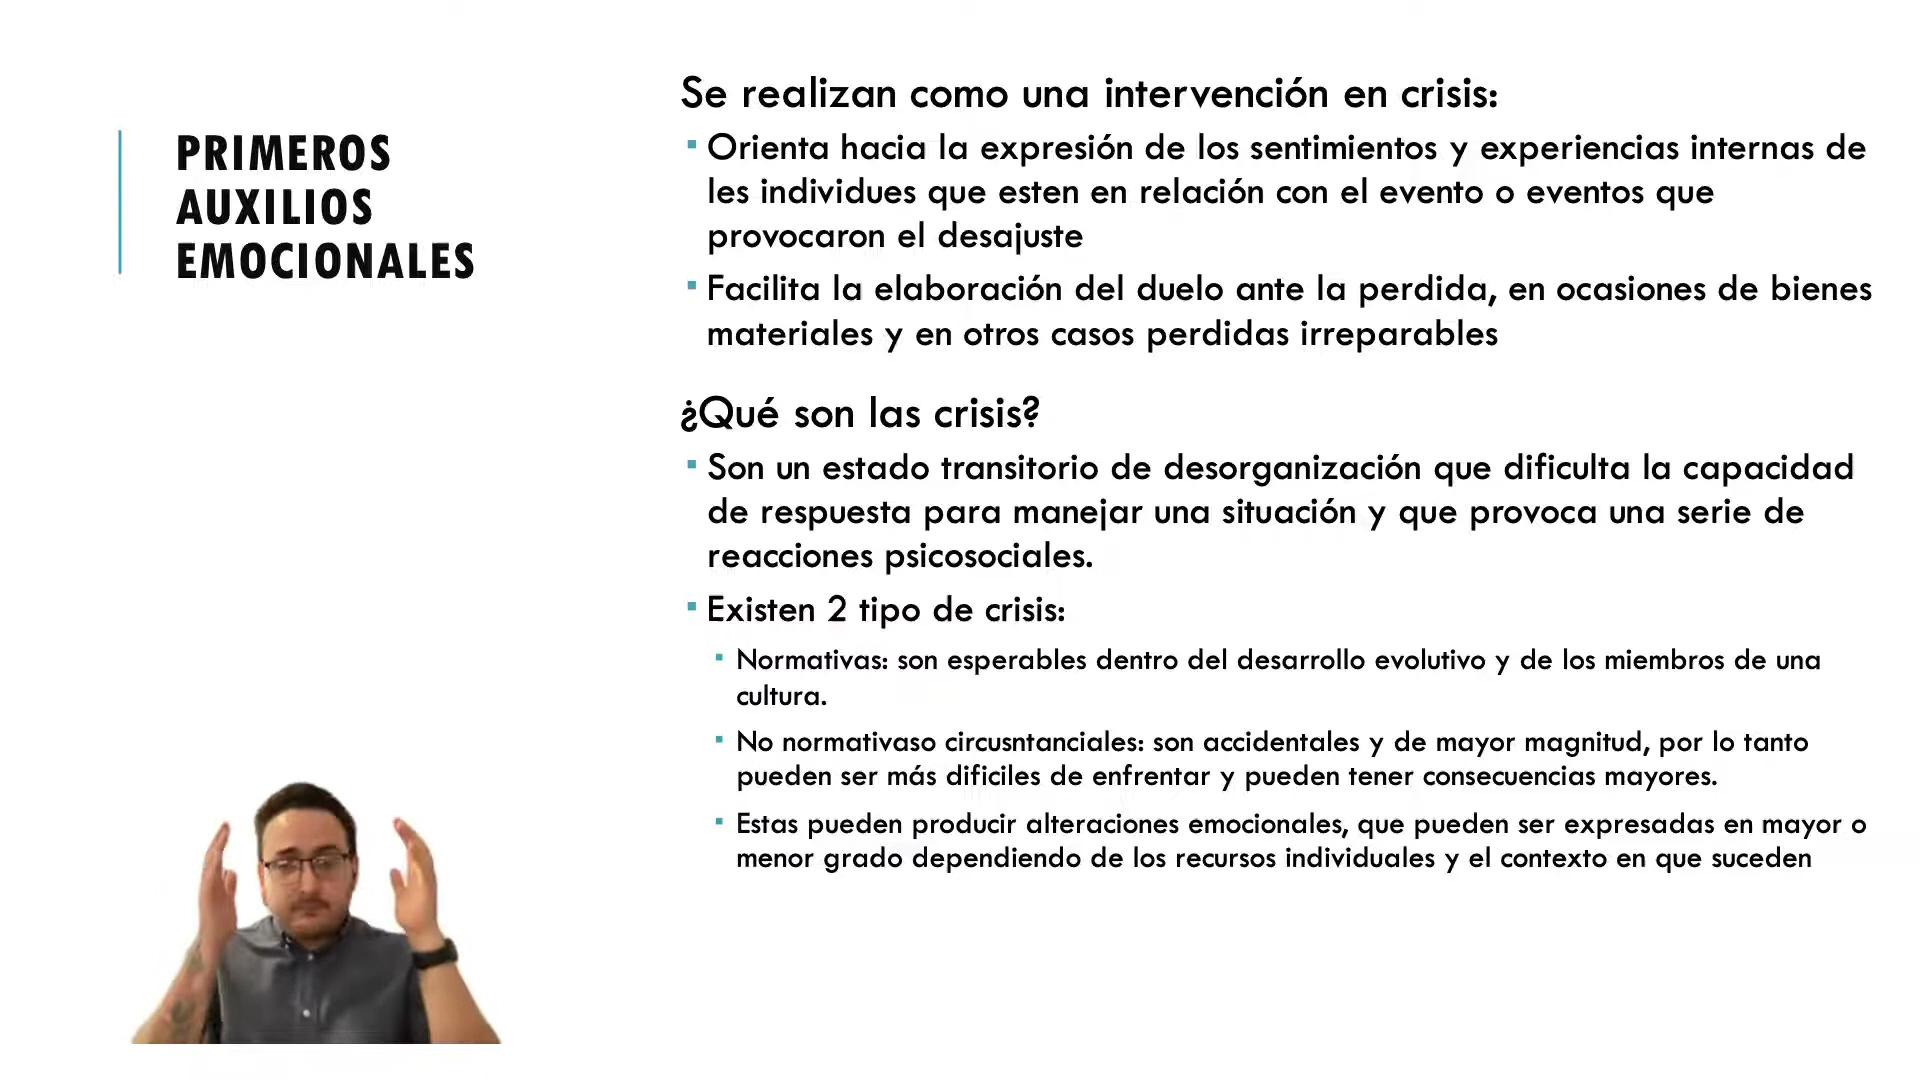 PRIMEROS
AUXILIOS
EMOCIONALES
Se realizan como una intervención en crisis:
Orienta hacia la expresión de los sentimientos y experiencias internas de
les individues que esten en relación con el evento o eventos que
provocaron el desajuste
Facilita la elaboración del duelo ante la perdida, en ocasiones de bienes
materiales y en otros casos perdidas irreparables
¿Qué son las crisis?
Son un estado transitorio de desorganización que dificulta la capacidad
de respuesta para manejar una situación y que provoca una serie de
reacciones psicosociales.
Existen 2 tipo de crisis:
Normativas: son esperables dentro del desarrollo evolutivo y de los miembros de una
cultura.
No normativaso circusntanciales: son accidentales y de mayor magnitud, por lo tanto
pueden ser más dificiles de enfrentar y pueden tener consecuencias mayores.
Estas pueden producir alteraciones emocionales, que pueden ser expresadas en mayor o
menor grado dependiendo de los recursos individuales y el contexto en que suceden